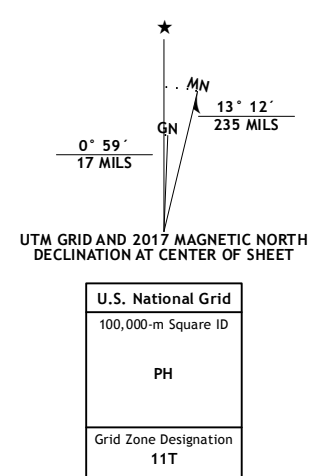 ★
MN
GN
13° 12´
235 MILS
0° 59´
17 MILS
UTM GRID AND 2017 MAGNETIC NORTH
DECLINATION AT CENTER OF SHEET
U.S. National Grid
100,000-m Square ID
PH
Grid Zone Designation
11T